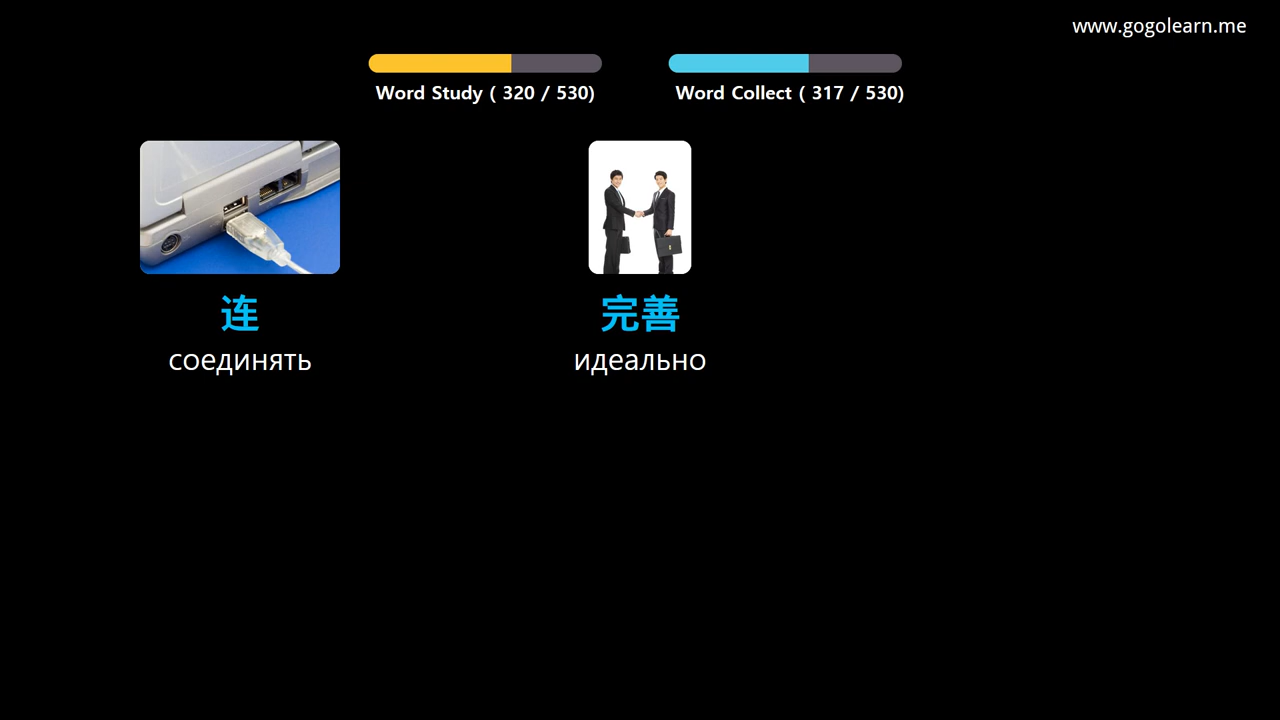 www.gogolearn.me
Word Study ( 320 / 530)
Word Collect ( 317 / 530)
连
соединять
完善
идеально